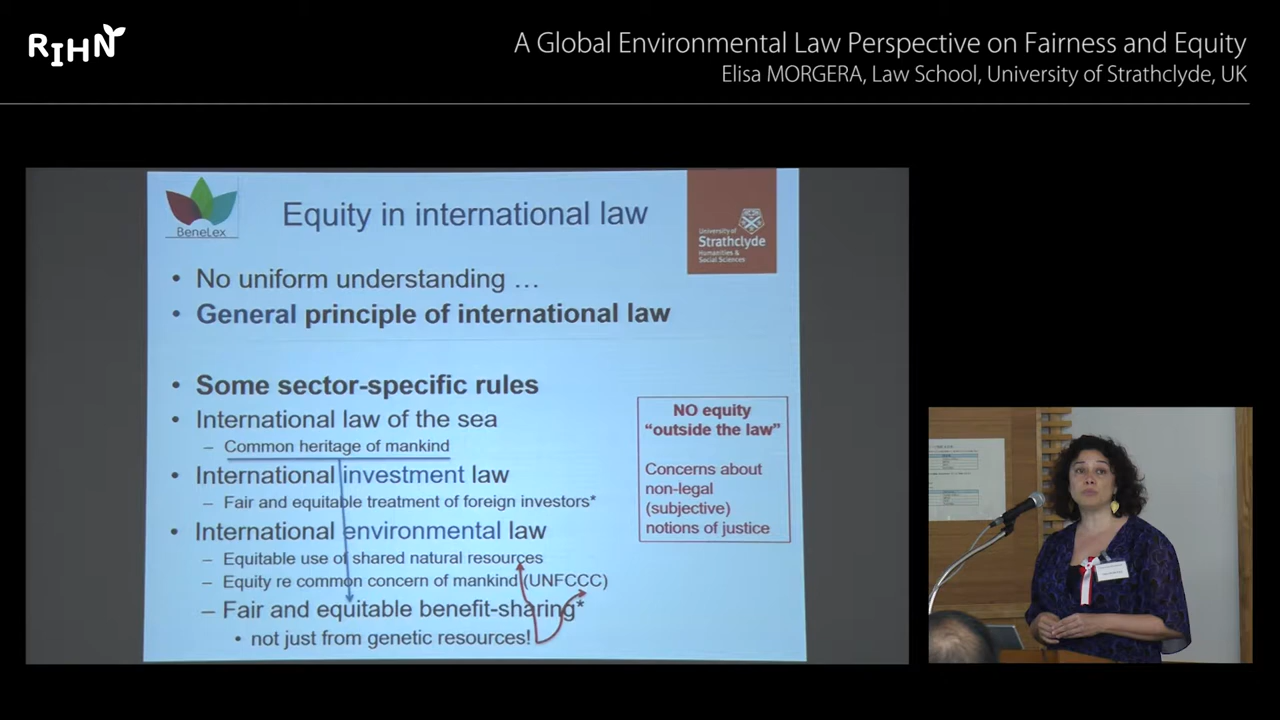 RIHN
A Global Environmental Law Perspective on Fairness and Equity
Elisa MORGERA, Law School, University of Strathclyde, UK
BeneLex
Equity in international law
University of
Strathclyde
Humanities &
Social Sciences
• No uniform understanding …
• General principle of international law
• Some sector-specific rules
• International law of the sea
– Common heritage of mankind
• International investment law
– Fair and equitable treatment of foreign investors*
• International environmental law
– Equitable use of shared natural resources
– Equity re common concern of mankind (UNFCCC)
– Fair and equitable benefit-sharing*
• not just from genetic resources!
NO equity
“outside the law”
Concerns about
non-legal
(subjective)
notions of justice